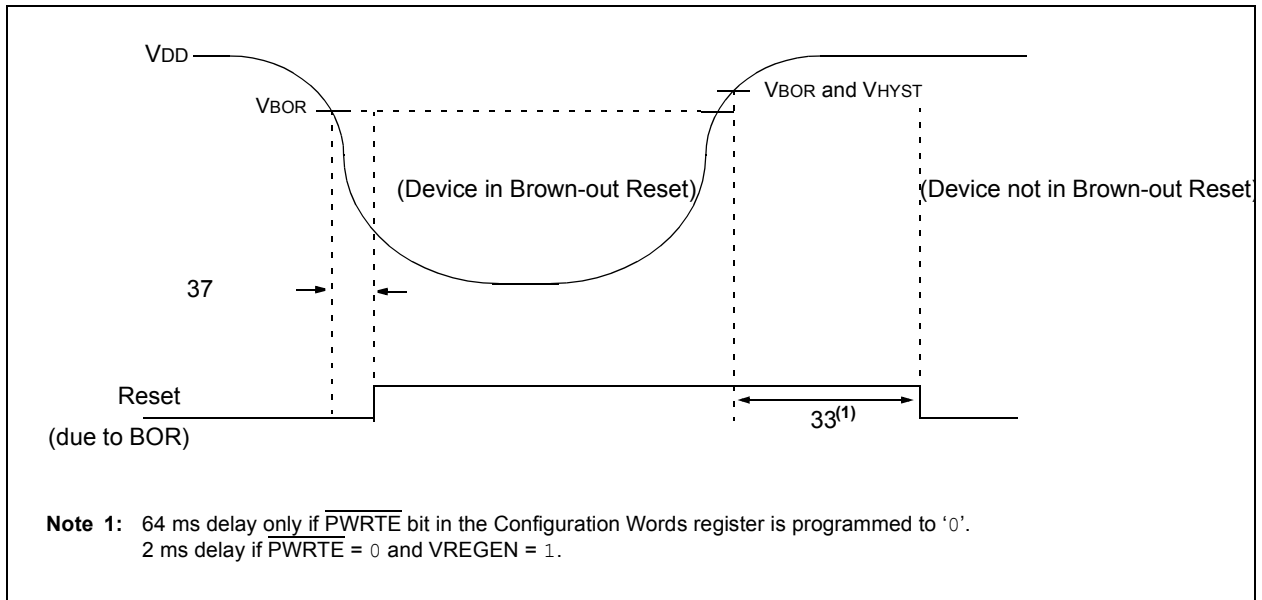 VDD
VBOR
VBOR and VHYST
(Device in Brown-out Reset)
(Device not in Brown-out Reset)
37
Reset
33(1)
(due to BOR)
Note 1: 64 ms delay only if PWRTE bit in the Configuration Words register is programmed to ‘0’.
2 ms delay if PWRTE = 0 and VREGEN = 1.